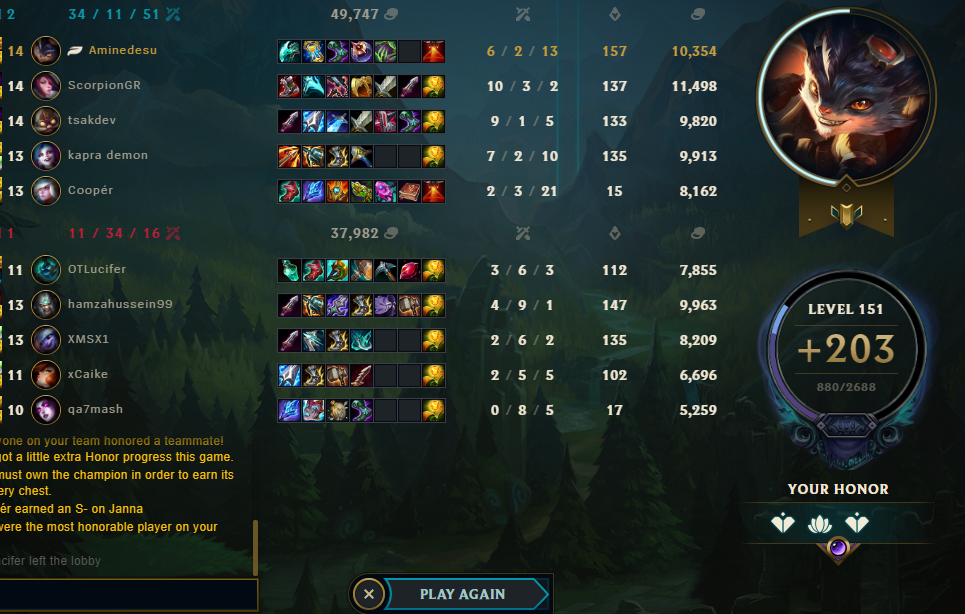 2 34 / 11 / 51 49,747
14 Aminedesu 6 / 2 / 13 157 10,354
14 ScorpionGR 10 / 3 / 2 137 11,498
14 tsakdev 9 / 1 / 5 133 9,820
13 kapra demon 7 / 2 / 10 135 9,913
13 Coopér 2 / 3 / 21 15 8,162
1 11 / 34 / 16 37,982
11 OTLucifer 3 / 6 / 3 112 7,855
13 hamzahussein99 4 / 9 / 1 147 9,963
13 XMSX1 2 / 6 / 2 135 8,209
11 xCaike 2 / 5 / 5 102 6,696
10 qa7mash 0 / 8 / 5 17 5,259
yone on your team honored a teammate!
got a little extra Honor progress this game.
must own the champion in order to earn its
ery chest.
ér earned an S- on Janna
were the most honorable player on your
cifer left the lobby
PLAY AGAIN
LEVEL 151
+203
880/2688
YOUR HONOR